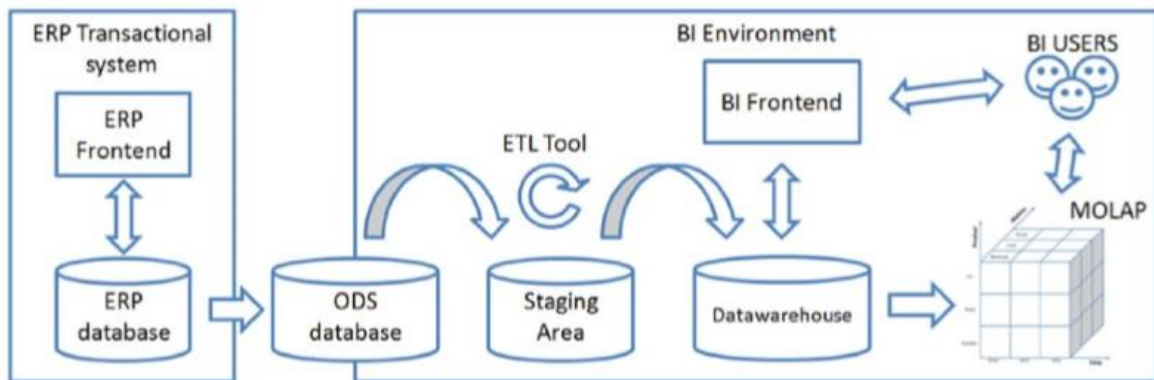 ERP Transactional
system
ERP
Frontend
ERP
database
BI Environment
BI Frontend
BI USERS
ETL Tool
ODS
database
Staging
Area
Datawarehouse
MOLAP